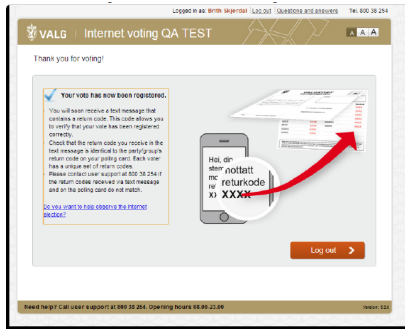 Logged in as: Brith Skjerdal | Log out | Questions and answers Tel. 800 38 254
VALG Internet voting QA TEST A A A
Thank you for voting!
Your vote has now been registered.
You will soon receive a text message that
contains a return code. This code allows you
to verify that your vote has been registered
correctly.
Check that the return code you receive in the
text message is identical to the party/group's
return code on your polling card. Each voter
has a unique set of return codes.
Please contact user support at 800 38 254 if
the return codes received via text message
and on the polling card do not match.
Do you want to help observe the internet
election?
Hei, din
mottatt
returkode
XXXX
Log out
Need help? Call user support at 800 38 254. Opening hours 08.00-23.00